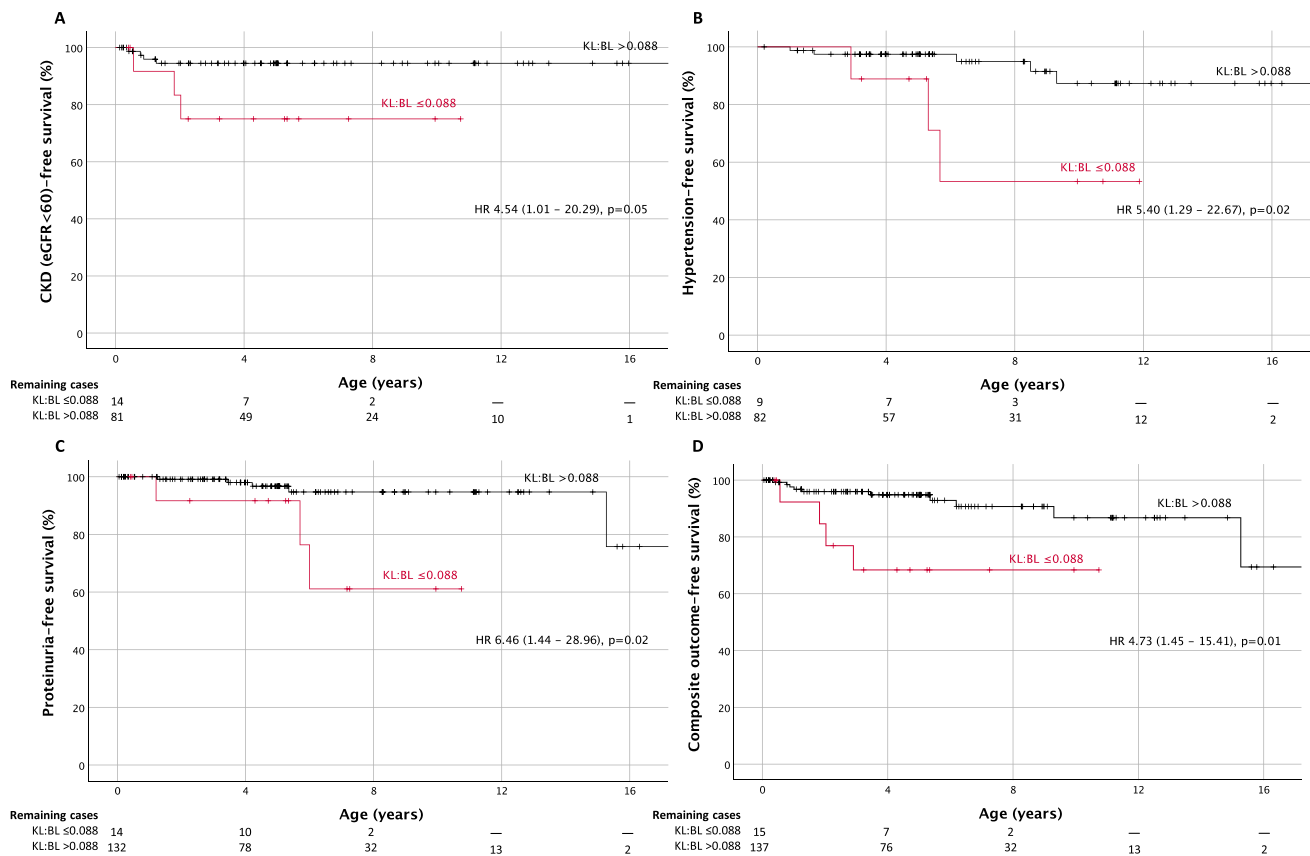 A
CKD (eGFR<60)-free survival (%)
100
80
60
40
20
0
KL:BL >0.088
KL:BL ≤0.088
HR 4.54 (1.01 – 20.29), p=0.05
0 4 8 12 16
Age (years)
Remaining cases
KL:BL ≤0.088 14 7 2 — —
KL:BL >0.088 81 49 24 10 1
B
Hypertension-free survival (%)
100
80
60
40
20
0
KL:BL >0.088
KL:BL ≤0.088
HR 5.40 (1.29 – 22.67), p=0.02
0 4 8 12 16
Age (years)
Remaining cases
KL:BL ≤0.088 9 7 3 — —
KL:BL >0.088 82 57 31 12 2
C
Proteinuria-free survival (%)
100
80
60
40
20
0
KL:BL >0.088
KL:BL ≤0.088
HR 6.46 (1.44 – 28.96), p=0.02
0 4 8 12 16
Age (years)
Remaining cases
KL:BL ≤0.088 14 10 2 — —
KL:BL >0.088 132 78 32 13 2
D
Composite outcome-free survival (%)
100
80
60
40
20
0
KL:BL >0.088
KL:BL ≤0.088
HR 4.73 (1.45 – 15.41), p=0.01
0 4 8 12 16
Age (years)
Remaining cases
KL:BL ≤0.088 15 7 2 — —
KL:BL >0.088 137 76 32 13 2